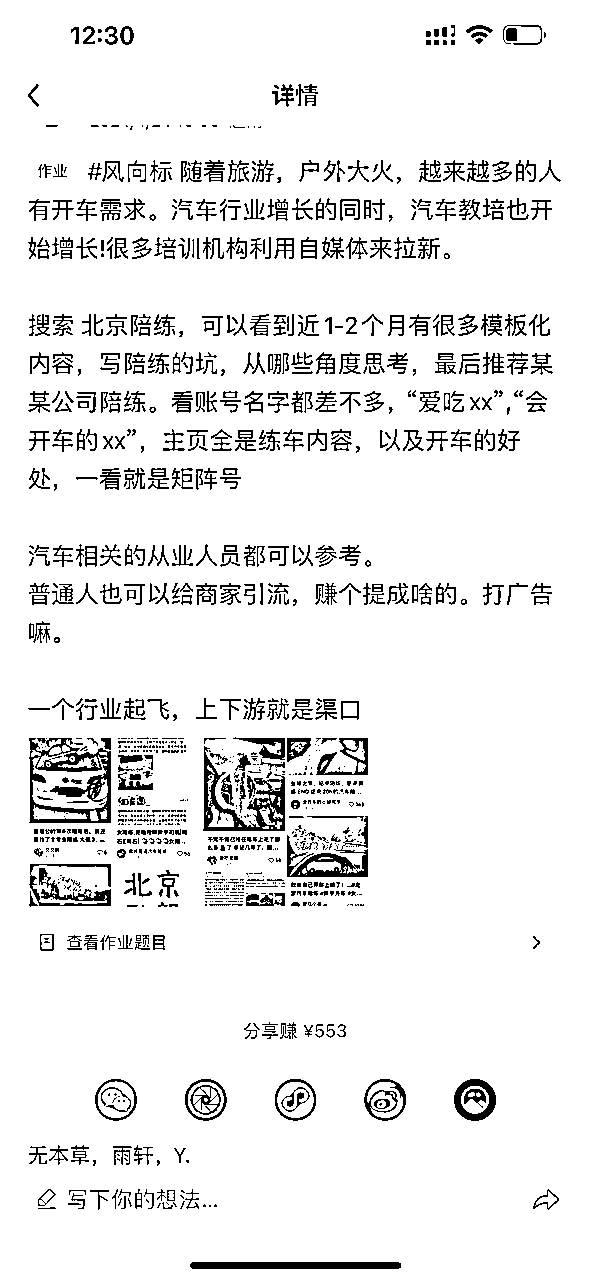 12:30
详情
作业 #风向标 随着旅游，户外大火，越来越多的人
有开车需求。汽车行业增长的同时，汽车教培也开
始增长!很多培训机构利用自媒体来拉新。
搜索 北京陪练，可以看到近1-2个月有很多模板化
内容，写陪练的坑，从哪些角度思考，最后推荐某
某公司陪练。看账号名字都差不多，“爱吃xx”,“会
开车的xx”，主页全是练车内容，以及开车的好
处，一看就是矩阵号
汽车相关的从业人员都可以参考。
普通人也可以给商家引流，赚个提成啥的。打广告
嘛。
一个行业起飞，上下游就是渠口
北京
查看作业题目
分享赚 ¥553
无本草，雨轩，Y.
写下你的想法...